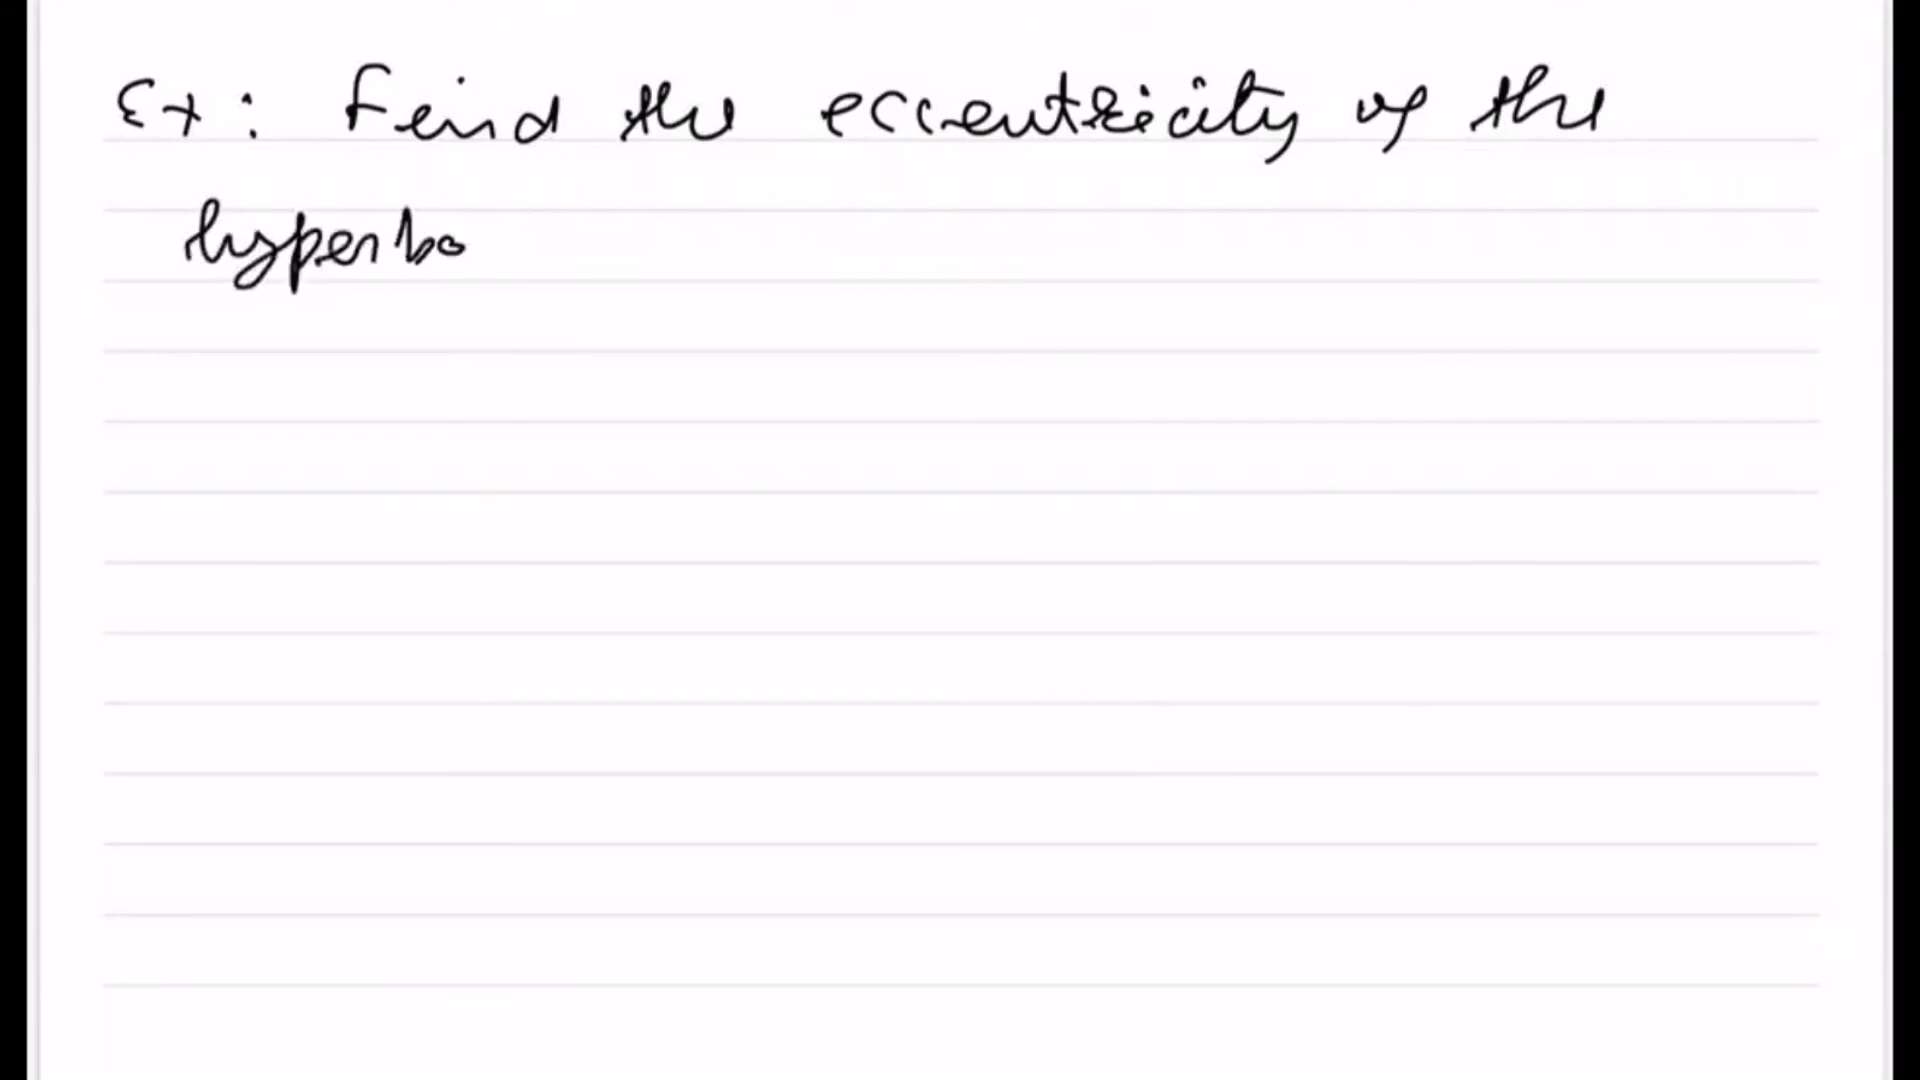 Ex: Find the eccentricity of the
hyperbo